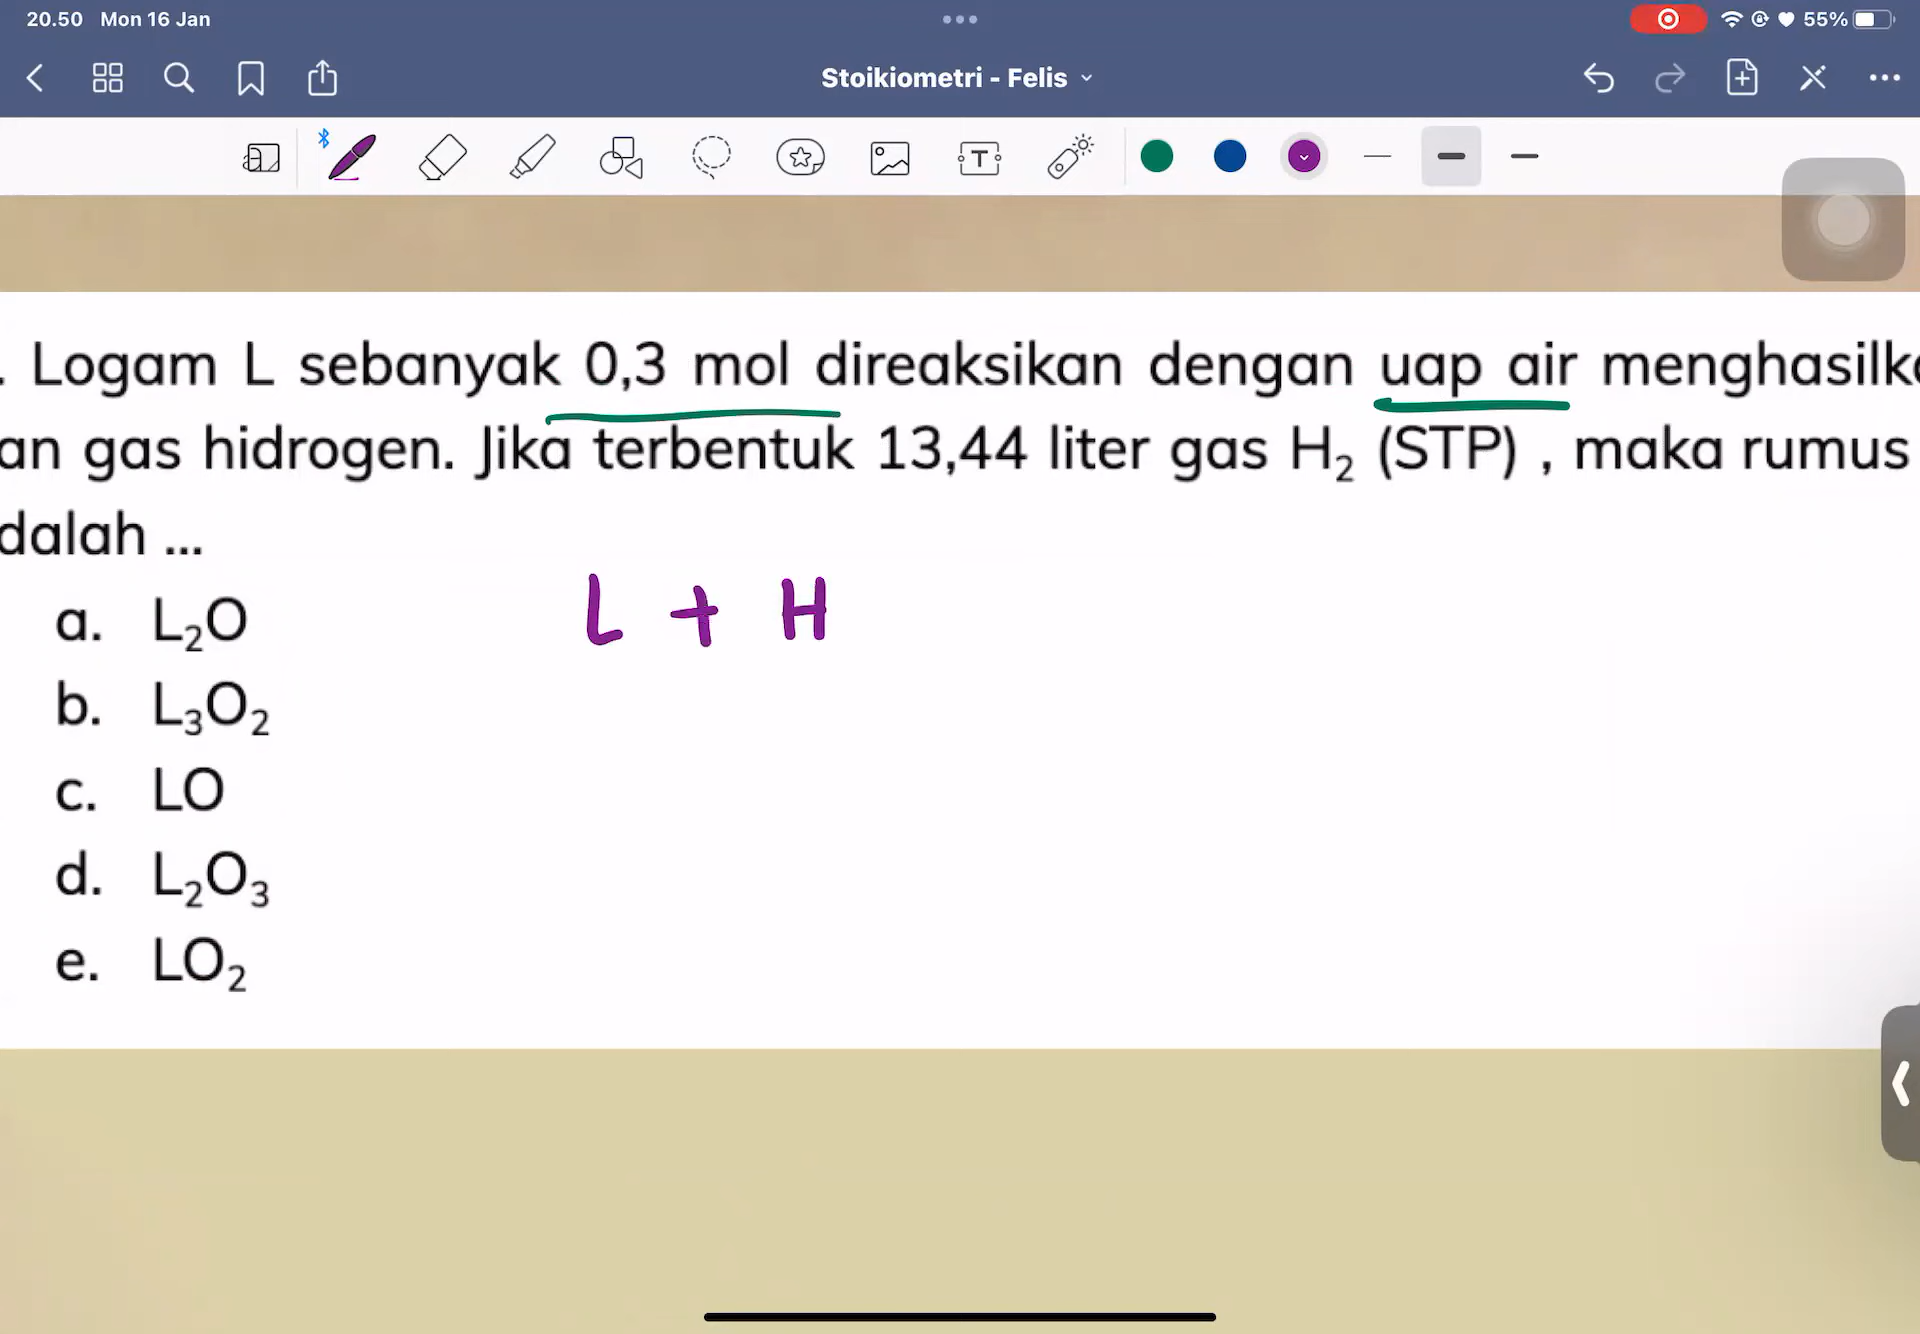 20.50 Mon 16 Jan
55%
Stoikiometri - Felis
. Logam L sebanyak 0,3 mol direaksikan dengan uap air menghasilk
an gas hidrogen. Jika terbentuk 13,44 liter gas H₂ (STP) , maka rumus
dalah ...
L + H
a. L₂O
b. L₃O₂
c. LO
d. L₂O₃
e. LO₂